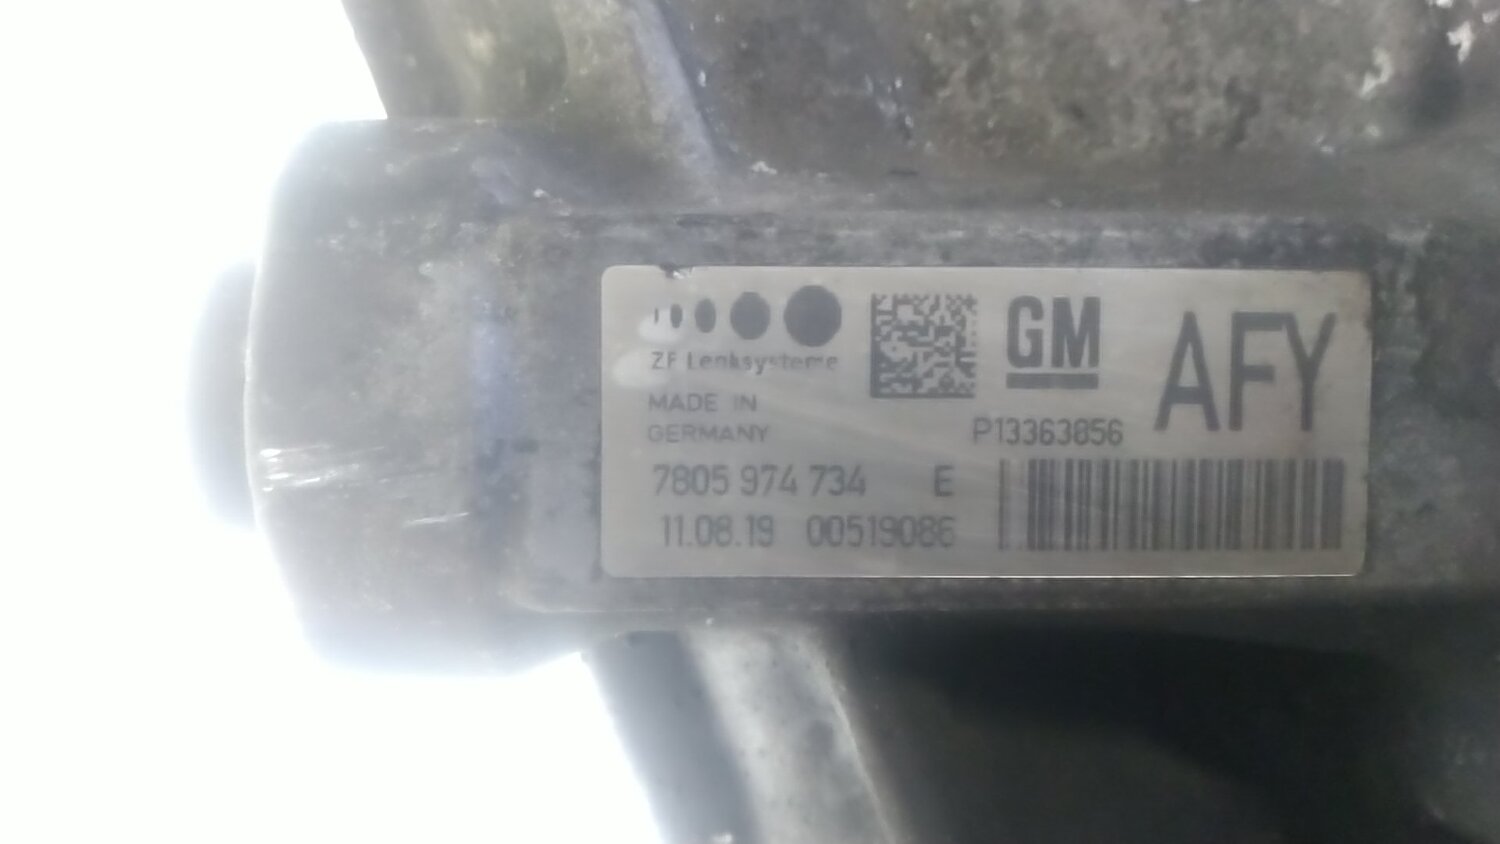 ZF Lenksysteme
MADE IN
GERMANY
7805 974 734 E
11.08.19 00519086
GM
AFY
P13363856